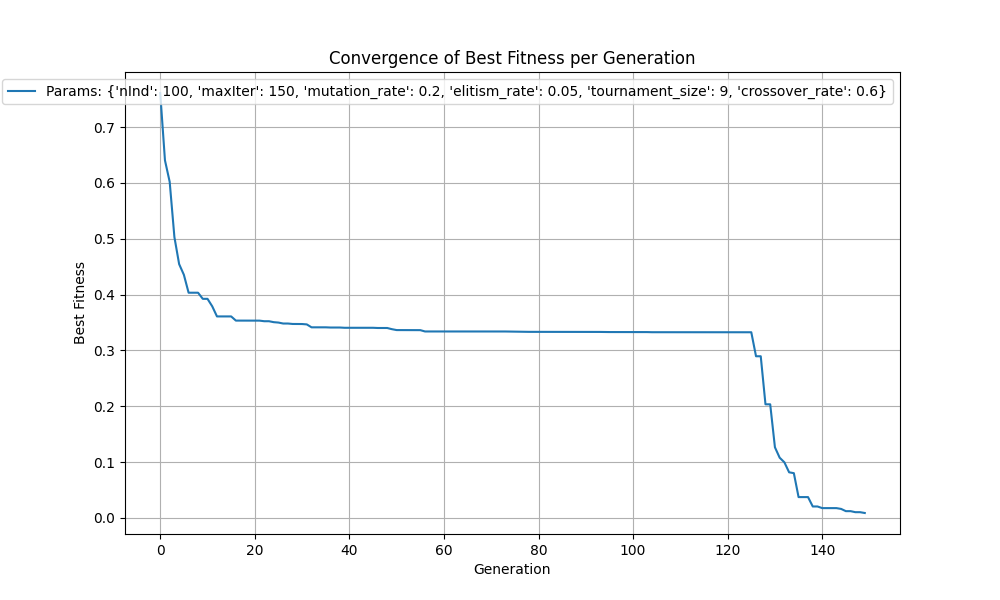 Convergence of Best Fitness per Generation
Params: {'nInd': 100, 'maxIter': 150, 'mutation_rate': 0.2, 'elitism_rate': 0.05, 'tournament_size': 9, 'crossover_rate': 0.6}
0.7
0.6
0.5
0.4
0.3
0.2
0.1
0.0
Best Fitness
0 20 40 60 80 100 120 140
Generation